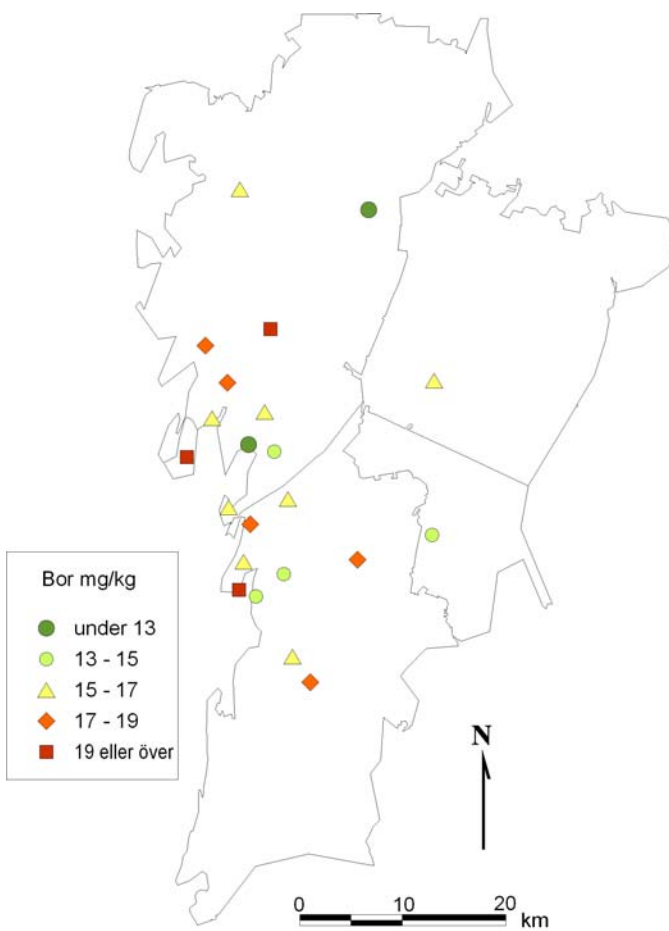 Bor mg/kg
under 13
13 - 15
15 - 17
17 - 19
19 eller över
N
0 10 20
km